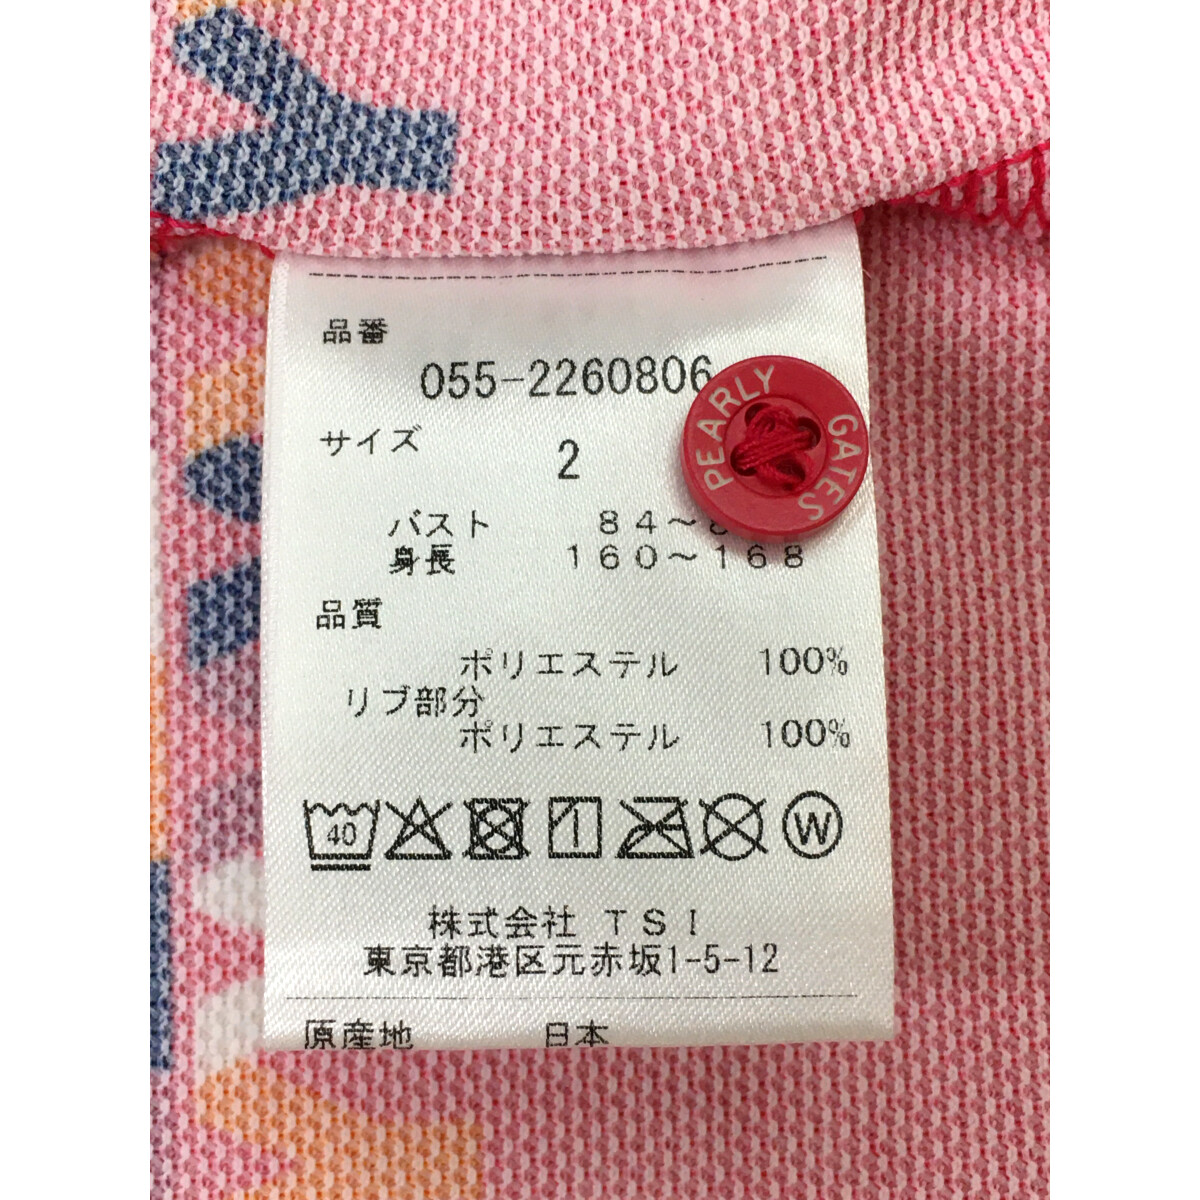 品番
055-2260806
PEARLY GATES
サイズ 2
バスト 84~
身長 160~168
品質
ポリエステル 100%
リブ部分
ポリエステル 100%
40 W
株式会社 TSI
東京都港区元赤坂1-5-12
原産地 日本